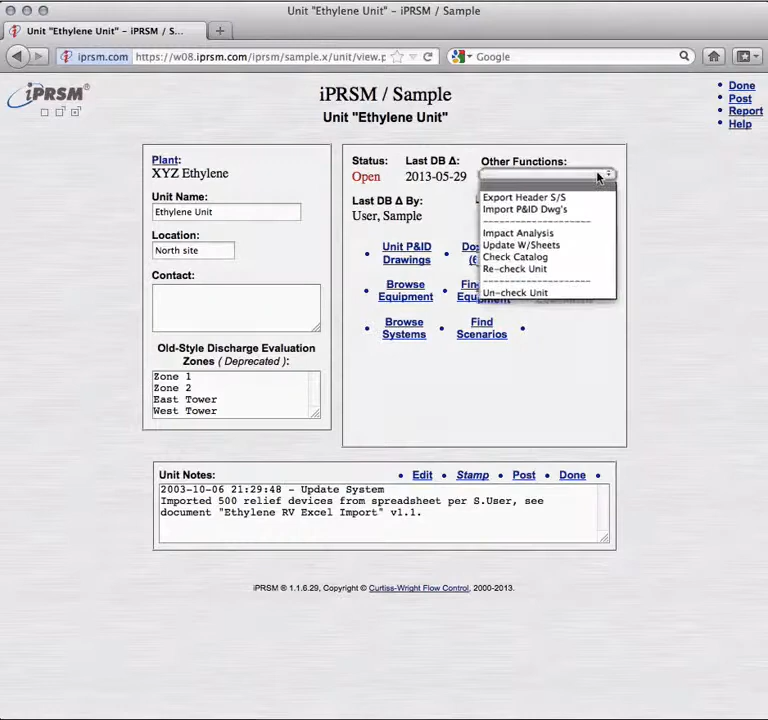 Unit "Ethylene Unit" – iPRSM / Sample
Unit "Ethylene Unit" – iPRSM / S...
iprsm.com https://w08.iprsm.com/iprsm/sample.x/unit/view.p
Google
iPRSM®
iPRSM / Sample
Unit "Ethylene Unit"
• Done
• Post
• Report
• Help
Plant:
XYZ Ethylene
Unit Name:
Ethylene Unit
Location:
North site
Contact:
Old-Style Discharge Evaluation
Zones ( Deprecated ):
Zone 1
Zone 2
East Tower
West Tower
Status: Last DB Δ: Other Functions:
Open 2013-05-29
Last DB Δ By:
User, Sample
Export Header S/S
Import P&ID Dwg's
Impact Analysis
Update W/Sheets
Check Catalog
Re-check Unit
Un-check Unit
• Unit P&ID
Drawings
• Browse
Equipment
• Browse
Systems
• Find
Scenarios •
Unit Notes: • Edit • Stamp • Post • Done •
2003-10-06 21:29:48 - Update System
Imported 500 relief devices from spreadsheet per S.User, see
document "Ethylene RV Excel Import" v1.1.
iPRSM ® 1.1.6.29, Copyright © Curtiss-Wright Flow Control, 2000-2013.